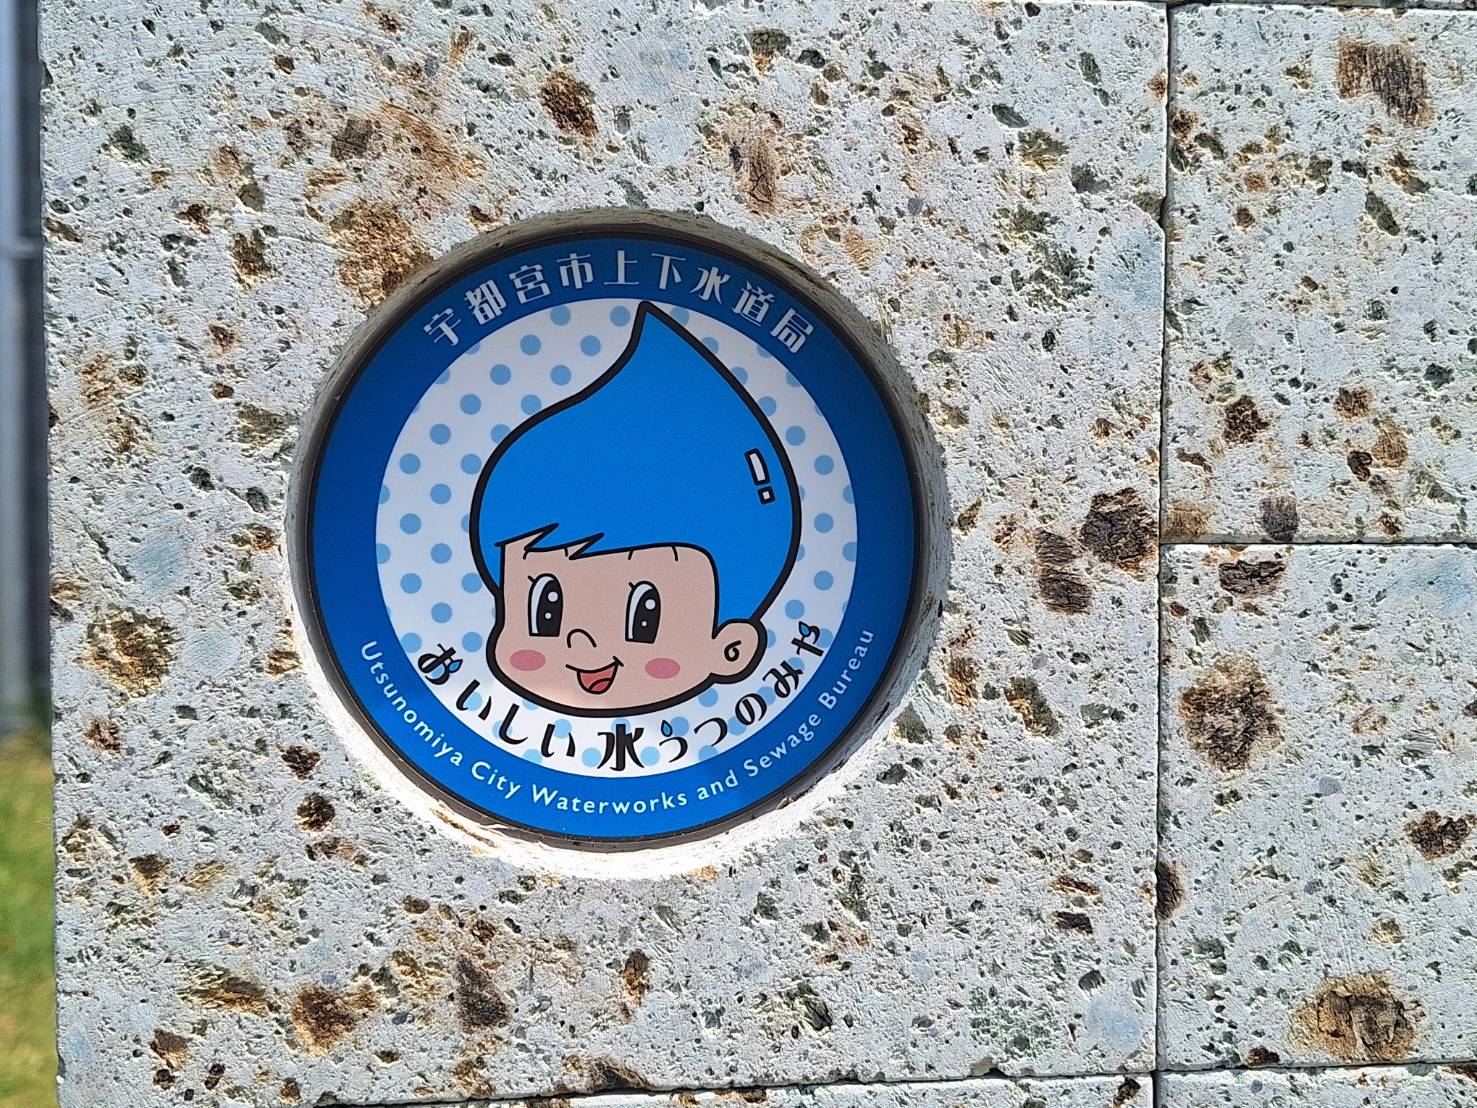 宇都宮市上下水道局
おいしい水うつのみや
Utsunomiya City Waterworks and Sewage Bureau